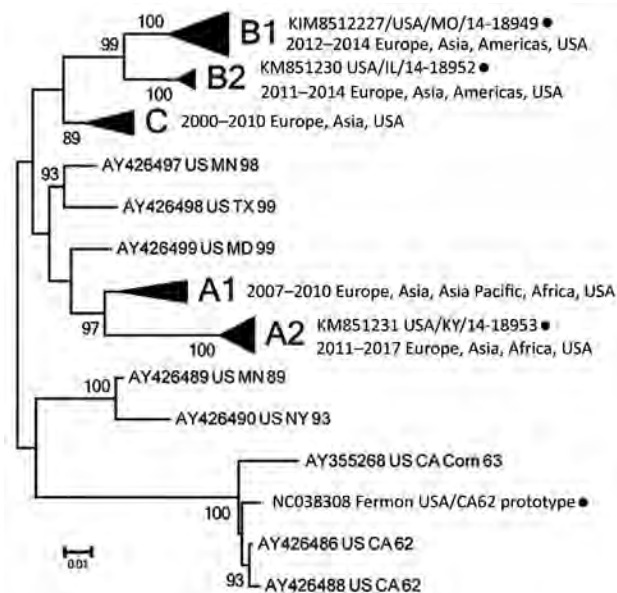 100
B1
KIM8512227/USA/MO/14-18949
99
2012–2014 Europe, Asia, Americas, USA
B2
KM851230 USA/IL/14-18952
100
2011–2014 Europe, Asia, Americas, USA
C
2000–2010 Europe, Asia, USA
89
93
AY426497 US MN 98
AY426498 US TX 99
AY426499 US MD 99
A1
2007–2010 Europe, Asia, Asia Pacific, Africa, USA
97
A2
KM851231 USA/KY/14-18953
100
2011–2017 Europe, Asia, Africa, USA
100
AY426489 US MN 89
AY426490 US NY 93
AY355268 US CA Corn 63
NC038308 Fermon USA/CA62 prototype
100
AY426486 US CA 62
93
AY426488 US CA 62
0.01